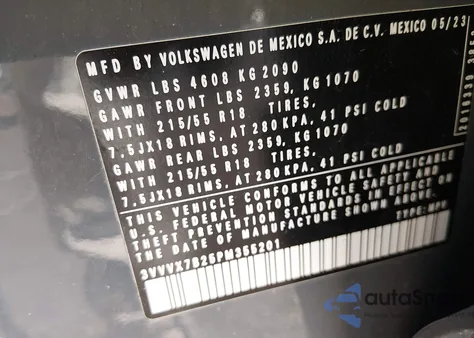 MFD BY VOLKSWAGEN DE MEXICO S.A. DE C.V. MEXICO 05/23
GVWR LBS 4608 KG 2090
GAWR FRONT LBS 2359, KG 1070
WITH 215/55 R18 TIRES,
7.5JX18 RIMS, AT 280 KPA, 41 PSI COLD
GAWR REAR LBS 2359, KG 1070
WITH 215/55 R18 TIRES,
7.5JX18 RIMS, AT 280 KPA, 41 PSI COLD
THIS VEHICLE CONFORMS TO ALL APPLICABLE
U.S. FEDERAL MOTOR VEHICLE SAFETY AND
THEFT PREVENTION STANDARDS IN EFFECT ON
THE DATE OF MANUFACTURE SHOWN ABOVE.
TYPE: MPV
3VVVX7B25PM355201